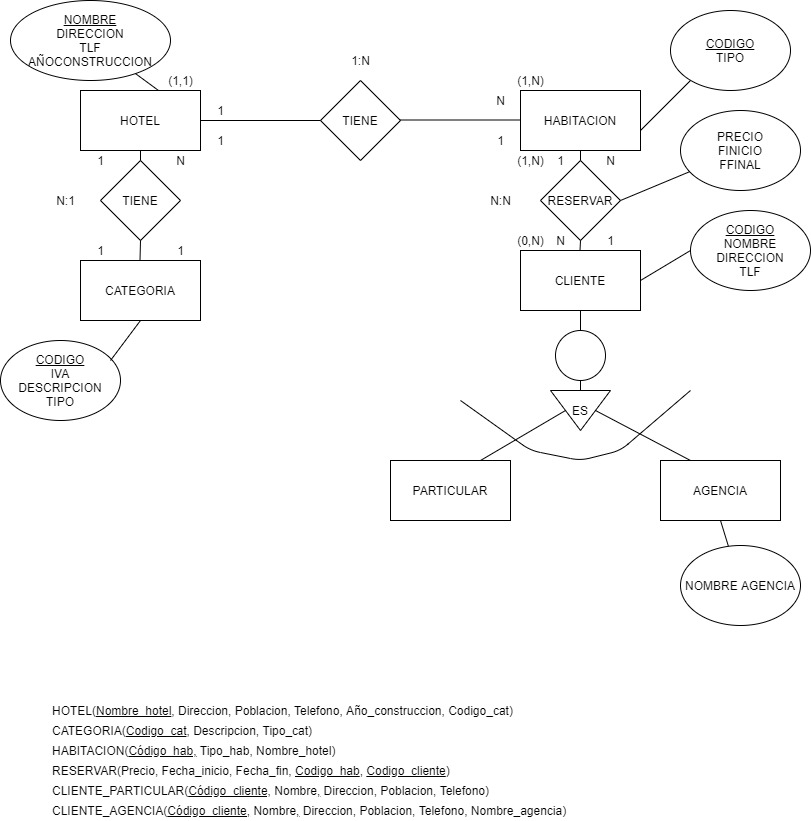 NOMBRE
DIRECCION
TLF
AÑOCONSTRUCCION
(1,1)
1:N
(1,N)
CODIGO
TIPO
HOTEL
1
1
TIENE
N
1
HABITACION
PRECIO
FINICIO
FFINAL
1
N
(1,N)
1
N
N:1
TIENE
N:N
RESERVAR
1
1
(0,N)
N
1
CODIGO
NOMBRE
DIRECCION
TLF
CATEGORIA
CLIENTE
CODIGO
IVA
DESCRIPCION
TIPO
ES
PARTICULAR
AGENCIA
NOMBRE AGENCIA
HOTEL(Nombre_hotel, Direccion, Poblacion, Telefono, Año_construccion, Codigo_cat)
CATEGORIA(Codigo_cat, Descripcion, Tipo_cat)
HABITACION(Código_hab, Tipo_hab, Nombre_hotel)
RESERVAR(Precio, Fecha_inicio, Fecha_fin, Codigo_hab, Codigo_cliente)
CLIENTE_PARTICULAR(Código_cliente, Nombre, Direccion, Poblacion, Telefono)
CLIENTE_AGENCIA(Código_cliente, Nombre, Direccion, Poblacion, Telefono, Nombre_agencia)